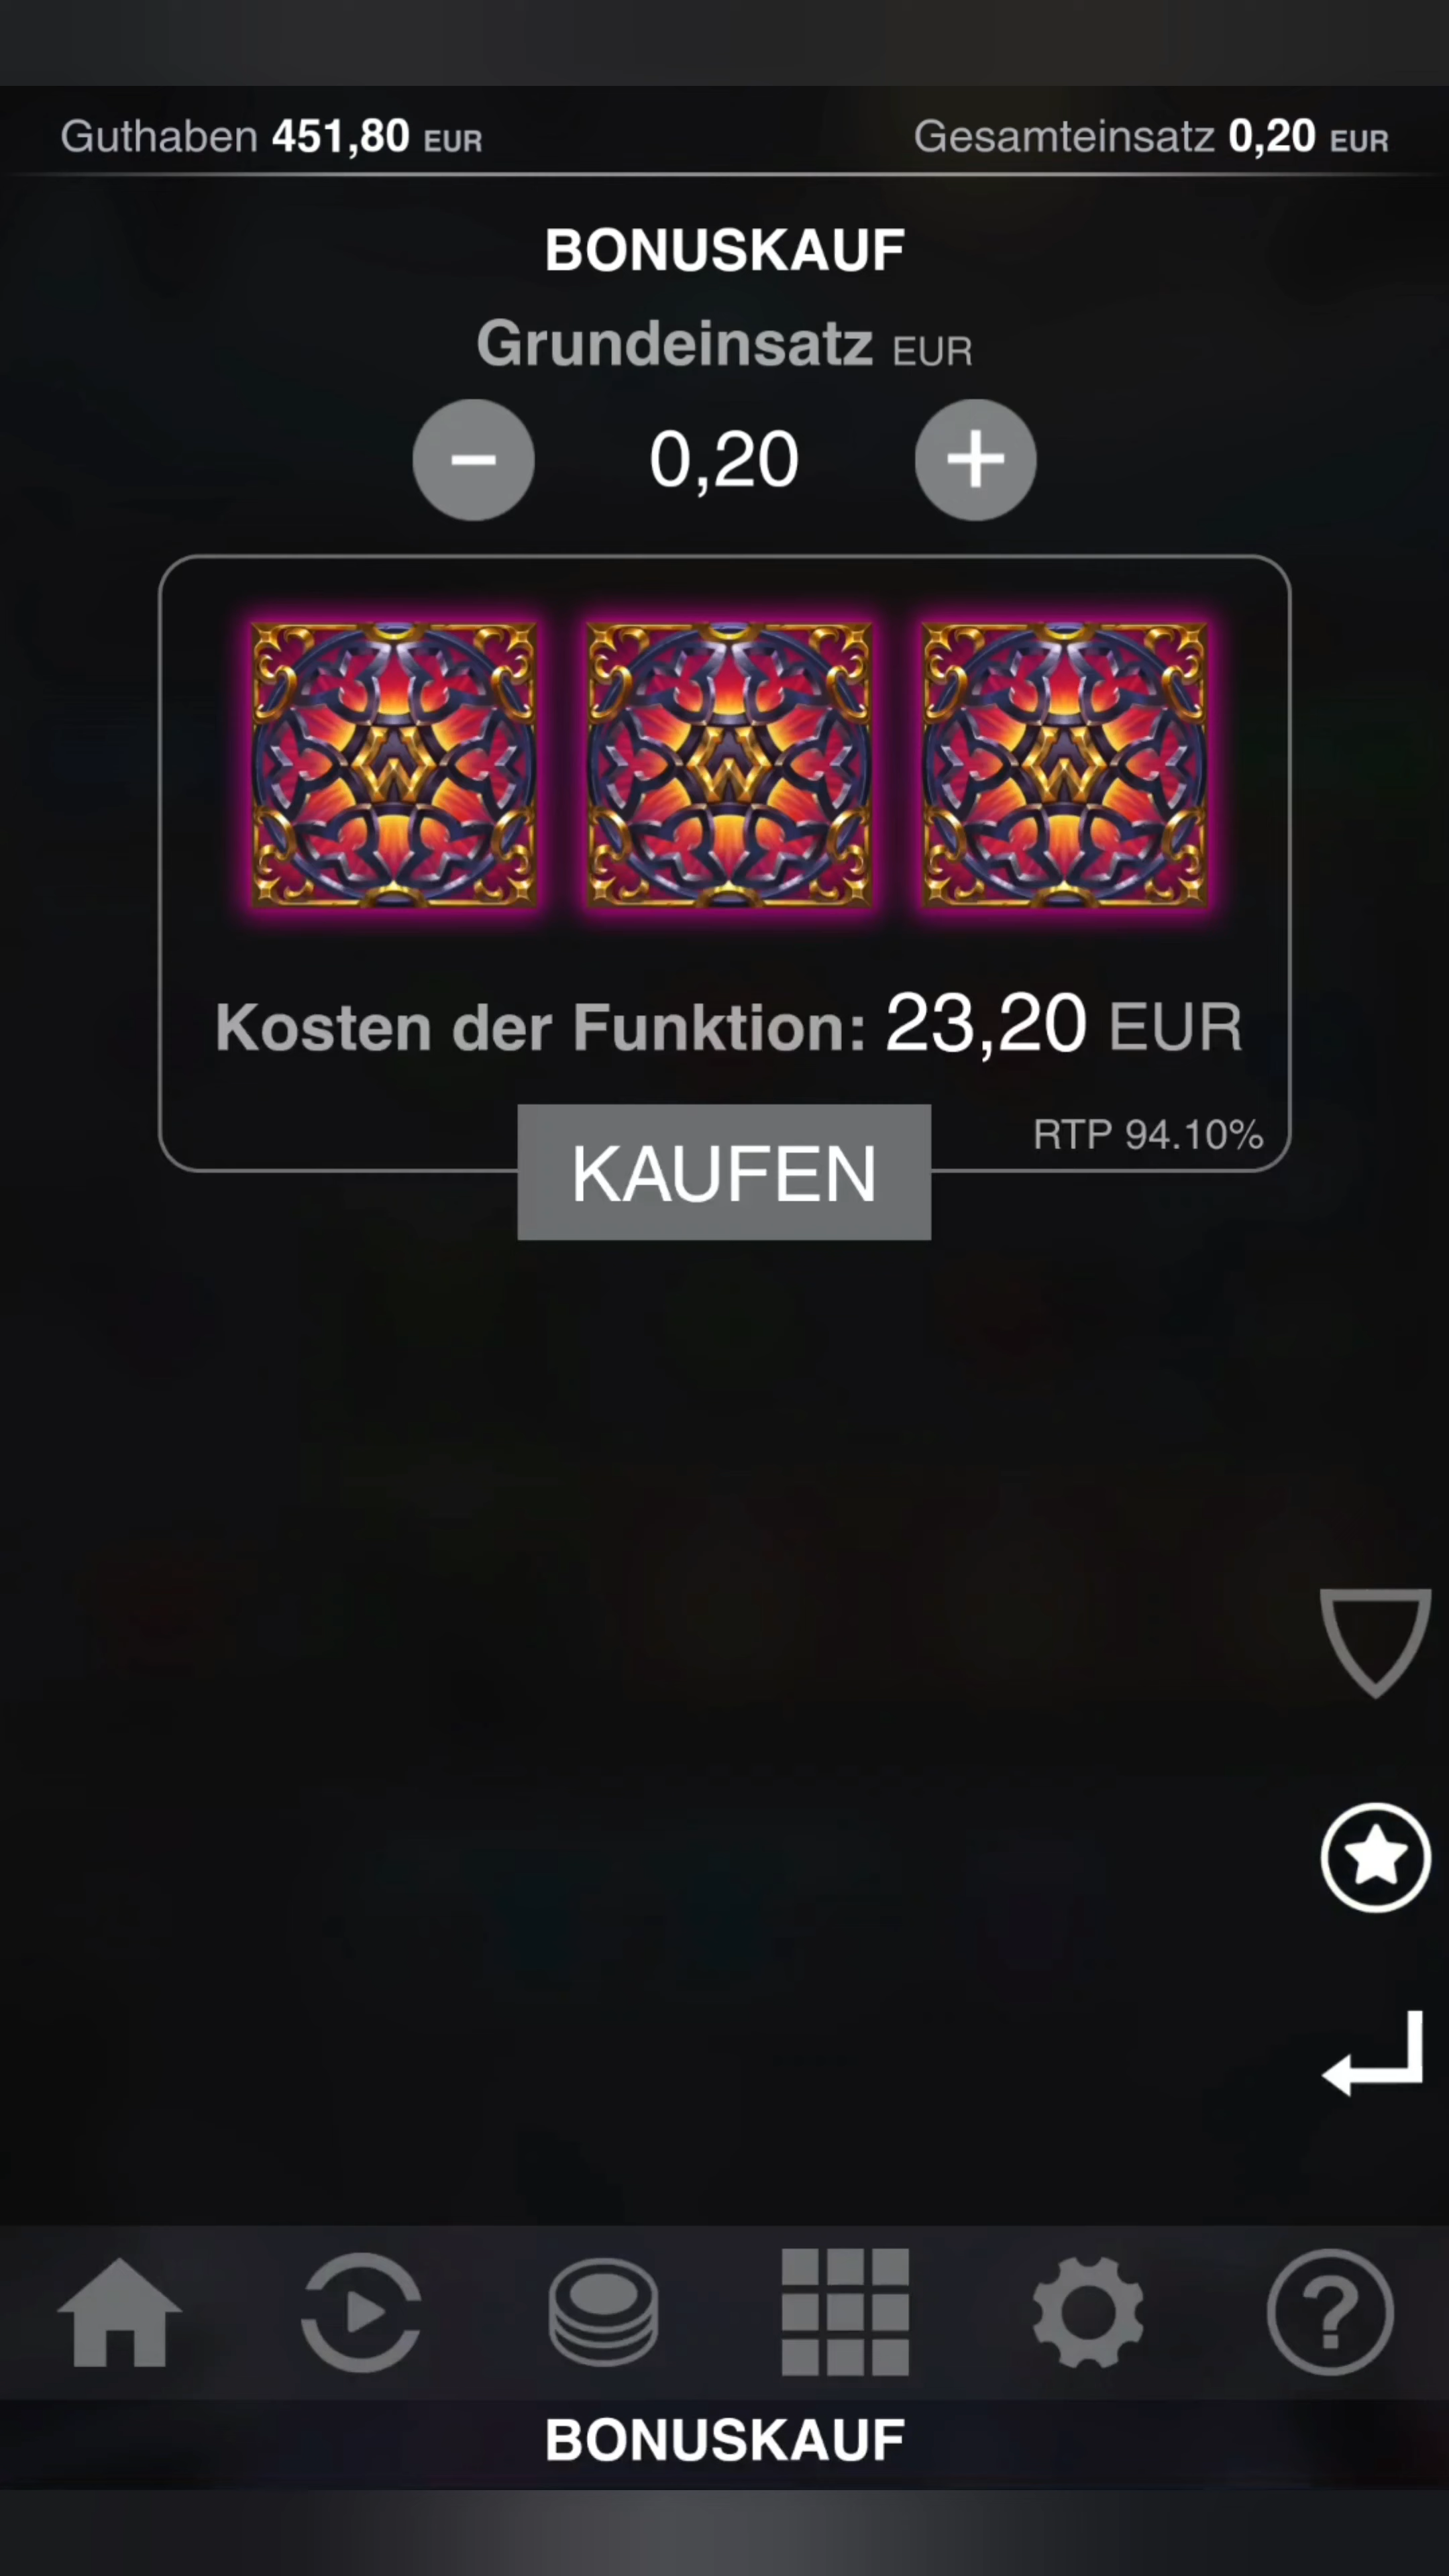 Guthaben 451,80 EUR
Gesamteinsatz 0,20 EUR
BONUSKAUF
Grundeinsatz EUR
0,20
Kosten der Funktion: 23,20 EUR
RTP 94.10%
KAUFEN
BONUSKAUF